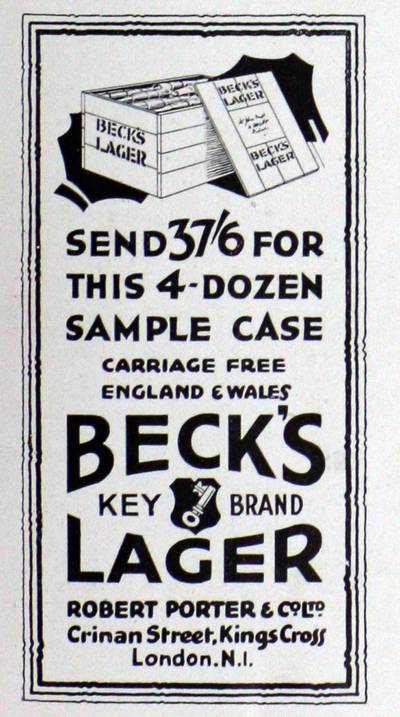 BECK'S
LAGER
BECK'S
LAGER
BECK'S
LAGER
SEND 37/6 FOR
THIS 4-DOZEN
SAMPLE CASE
CARRIAGE FREE
ENGLAND & WALES
BECK'S
KEY BRAND
LAGER
ROBERT PORTER & CO LTD
Crinan Street, Kings Cross
London. N.1.